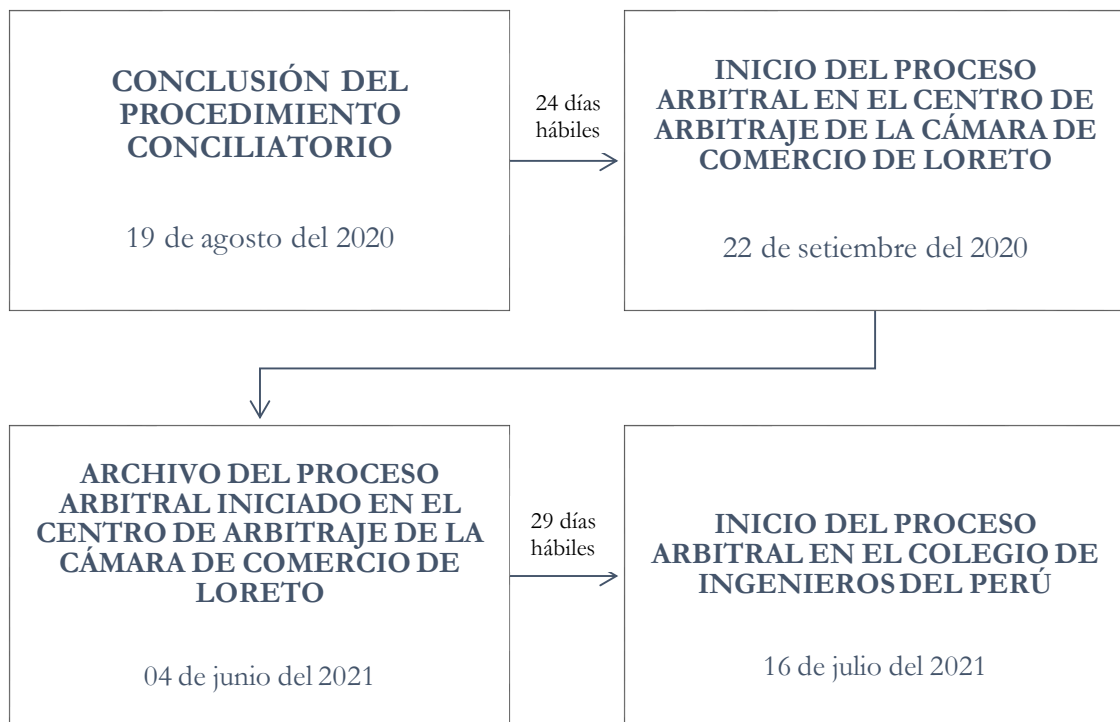 CONCLUSIÓN DEL
PROCEDIMIENTO
CONCILIATORIO
19 de agosto del 2020
24 días
hábiles
INICIO DEL PROCESO
ARBITRAL EN EL CENTRO DE
ARBITRAJE DE LA CÁMARA DE
COMERCIO DE LORETO
22 de setiembre del 2020
ARCHIVO DEL PROCESO
ARBITRAL INICIADO EN EL
CENTRO DE ARBITRAJE DE LA
CÁMARA DE COMERCIO DE
LORETO
04 de junio del 2021
29 días
hábiles
INICIO DEL PROCESO
ARBITRAL EN EL COLEGIO DE
INGENIEROS DEL PERÚ
16 de julio del 2021